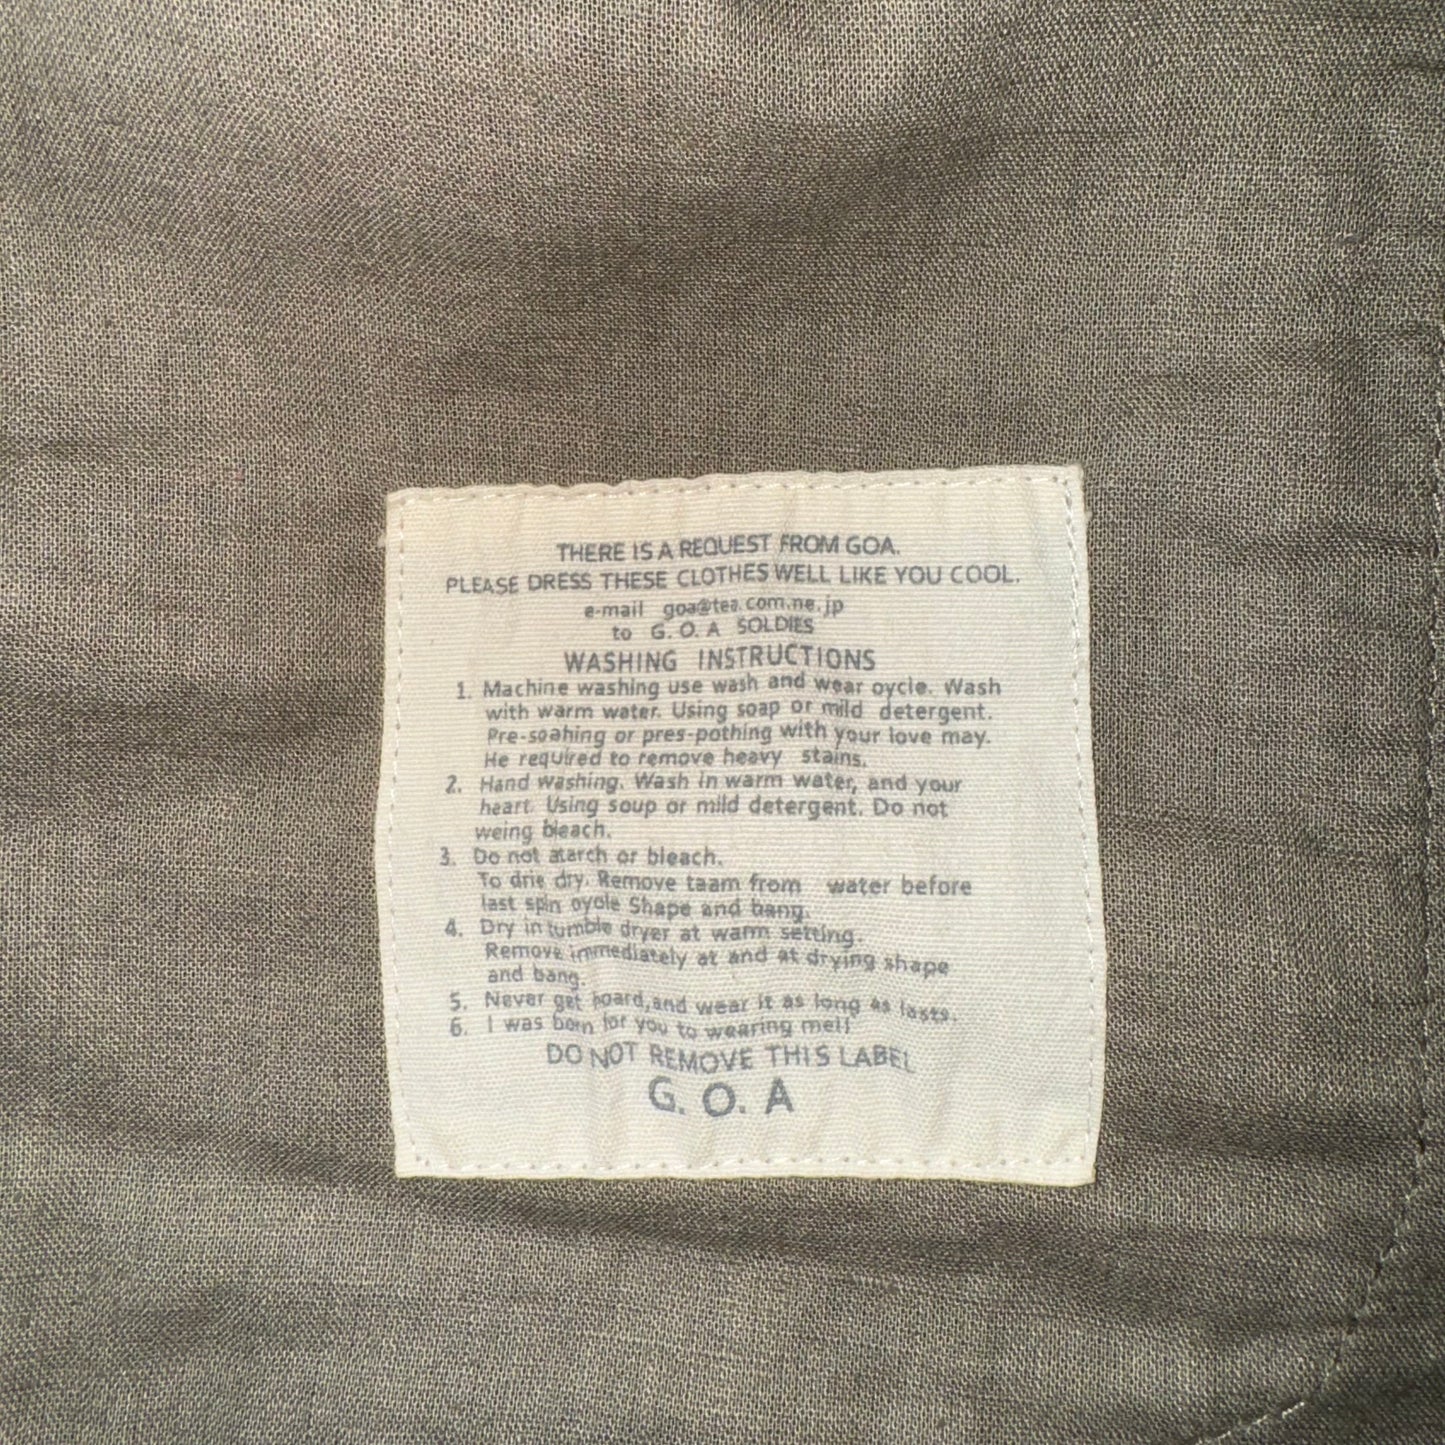 THERE IS A REQUEST FROM GOA.
PLEASE DRESS THESE CLOTHES WELL LIKE YOU COOL.
e-mail goa@tea.com.ne.jp
to G.O.A SOLDIES
WASHING INSTRUCTIONS
1. Machine washing use wash and wear oycle. Wash
with warm water. Using soap or mild detergent.
Pre-soahing or pres-pothing with your love may.
He required to remove heavy stains.
2. Hand washing. Wash in warm water, and your
heart. Using soup or mild detergent. Do not
weing bleach.
3. Do not atarch or bleach.
To drie dry. Remove taam from water before
last spin oyole Shape and bang.
4. Dry in tumble dryer at warm setting.
Remove immediately at and at drying shape
and bang.
5. Never get hoard,and wear it as long as lasts.
6. I was born for you to wearing me!!
DO NOT REMOVE THIS LABEL
G.O.A